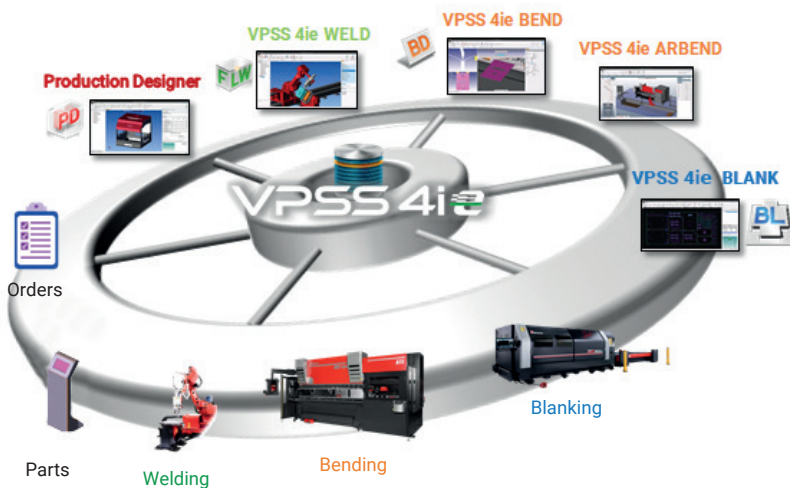 VPSS 4ie WELD
VPSS 4ie BEND
VPSS 4ie ARBEND
Production Designer
FLW
BD
PD
VPSS 4ie
VPSS 4ie BLANK
BL
Orders
Blanking
Bending
Welding
Parts